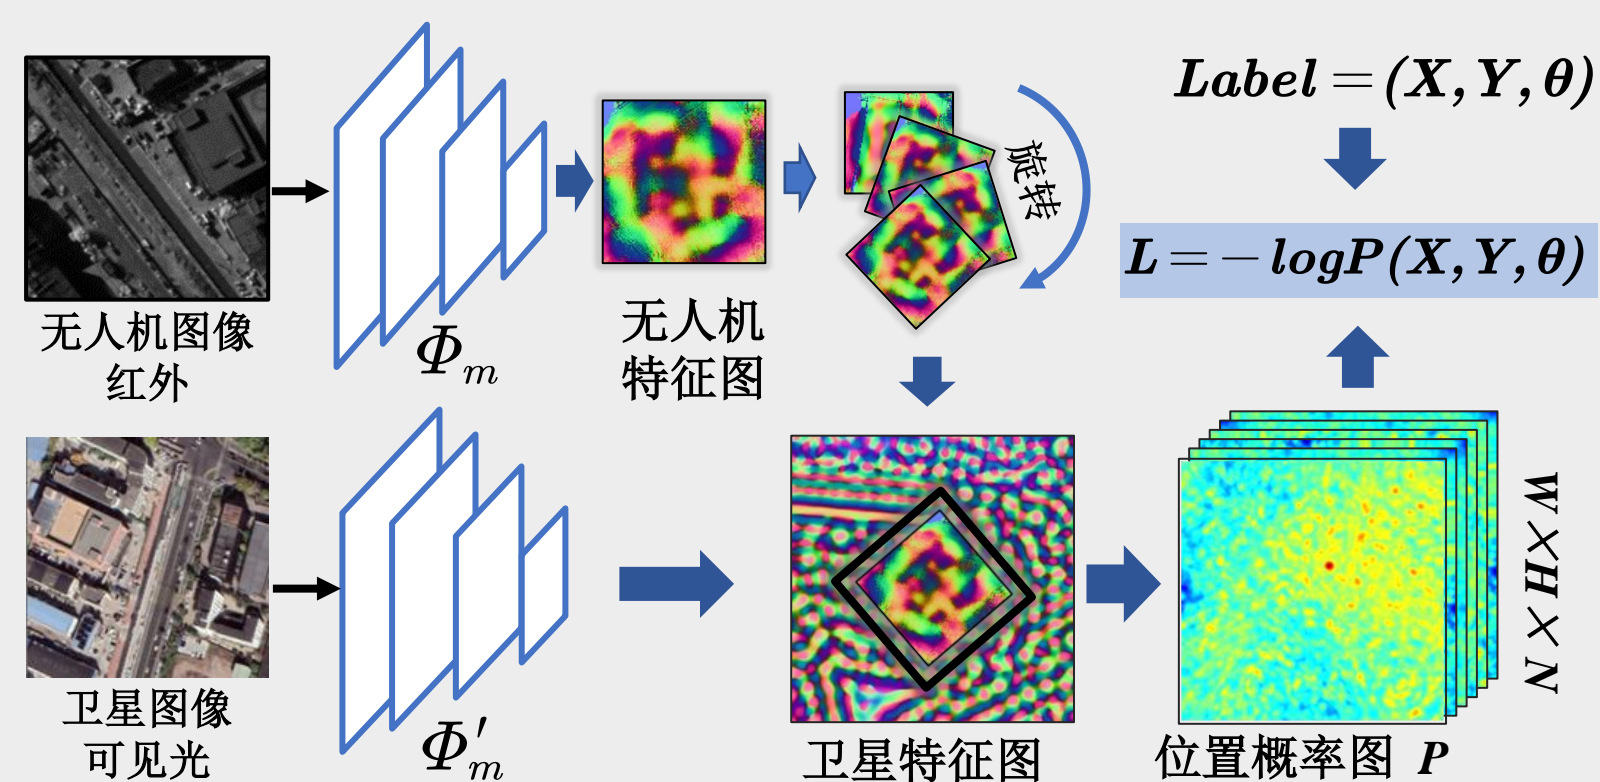 无人机图像
红外
Φm
无人机
特征图
旋转
Label = (X, Y, θ)
L = − logP(X, Y, θ)
卫星图像
可见光
Φ′m
卫星特征图
位置概率图 P
W×H×N